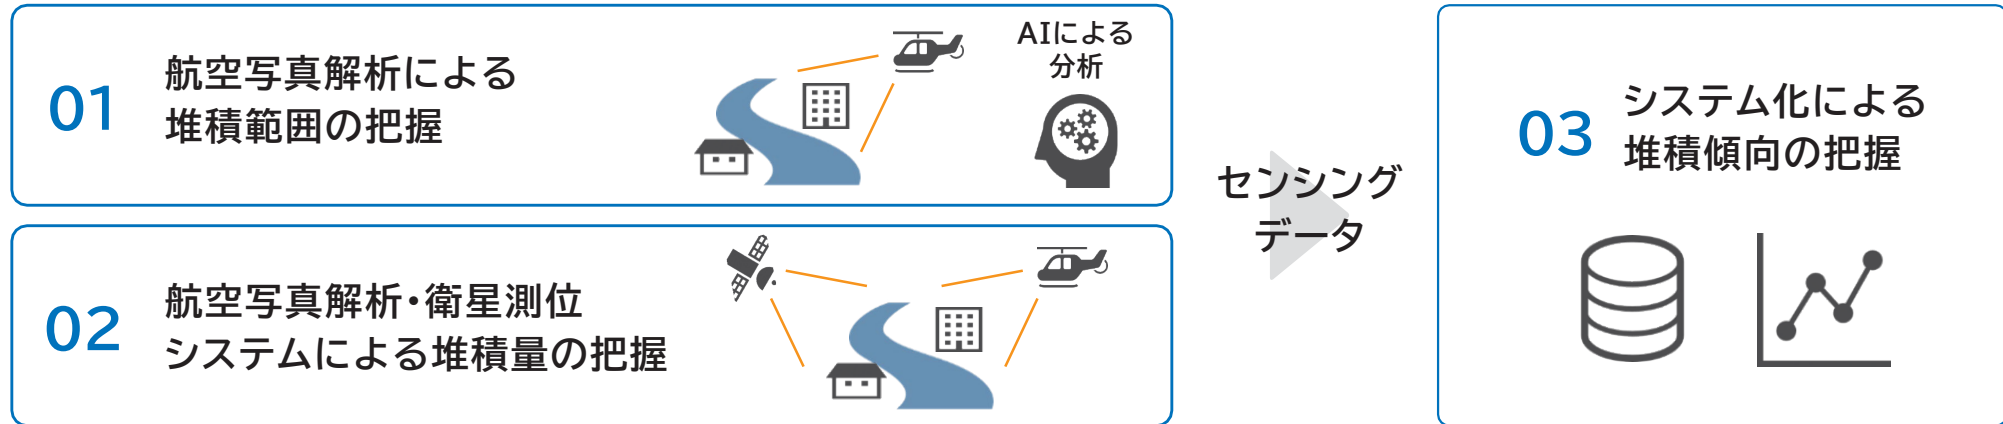 01
航空写真解析による
堆積範囲の把握
AIによる
分析
02
航空写真解析・衛星測位
システムによる堆積量の把握
センシング
データ
03
システム化による
堆積傾向の把握